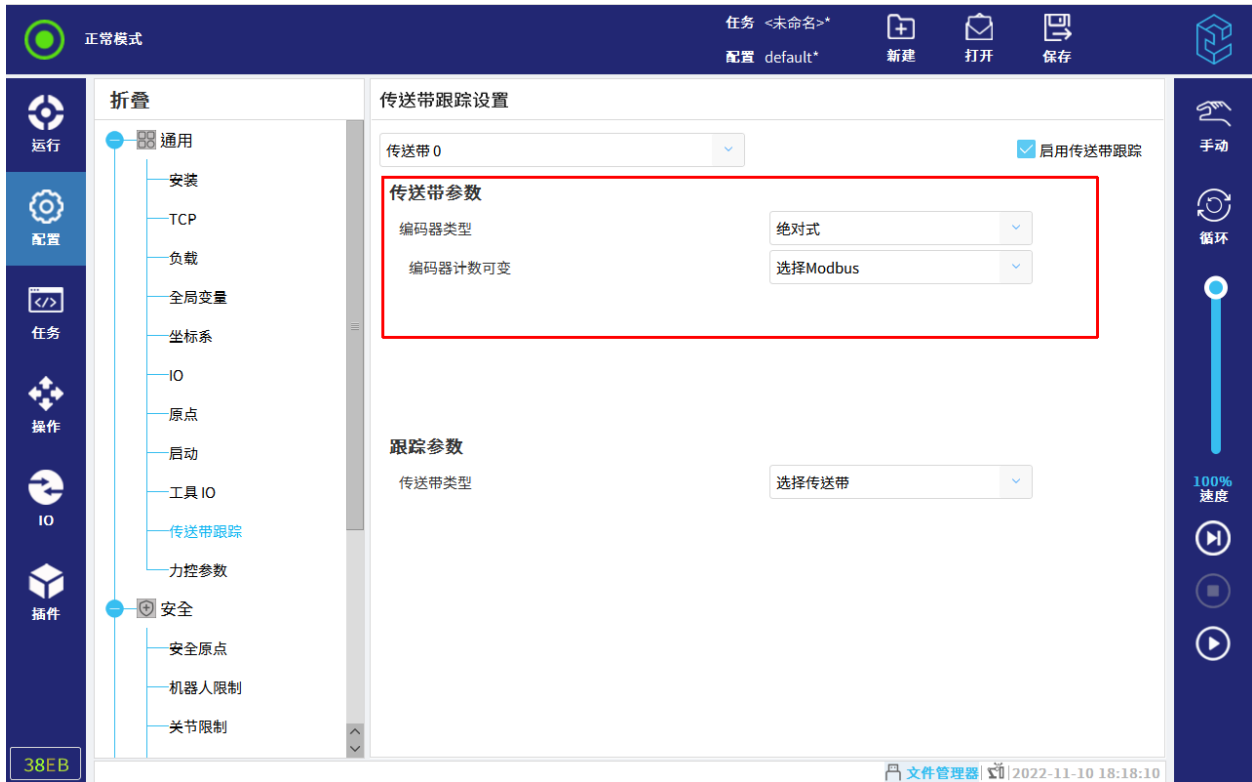 正常模式
任务 <未命名>*
配置 default*
新建
打开
保存
运行
配置
任务
操作
IO
插件
38EB
折叠
通用
安装
TCP
负载
全局变量
坐标系
IO
原点
启动
工具 IO
传送带跟踪
力控参数
安全
安全原点
机器人限制
关节限制
传送带跟踪设置
传送带 0
启用传送带跟踪
传送带参数
编码器类型 绝对式
编码器计数可变 选择Modbus
跟踪参数
传送带类型 选择传送带
手动
循环
100%
速度
文件管理器
2022-11-10 18:18:10